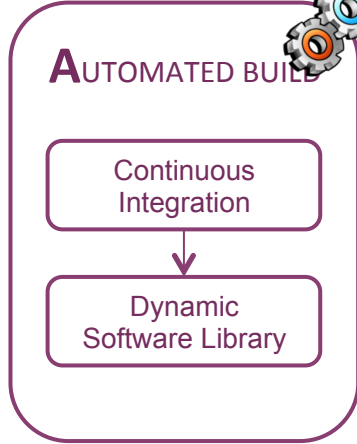 AUTOMATED BUILD
Continuous
Integration
Dynamic
Software Library